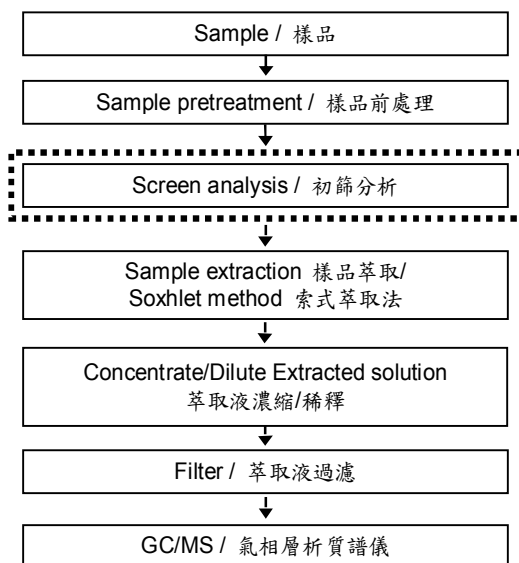 Sample / 樣品
Sample pretreatment / 樣品前處理
Screen analysis / 初篩分析
Sample extraction 樣品萃取/
Soxhlet method 索式萃取法
Concentrate/Dilute Extracted solution
萃取液濃縮/稀釋
Filter / 萃取液過濾
GC/MS / 氣相層析質譜儀